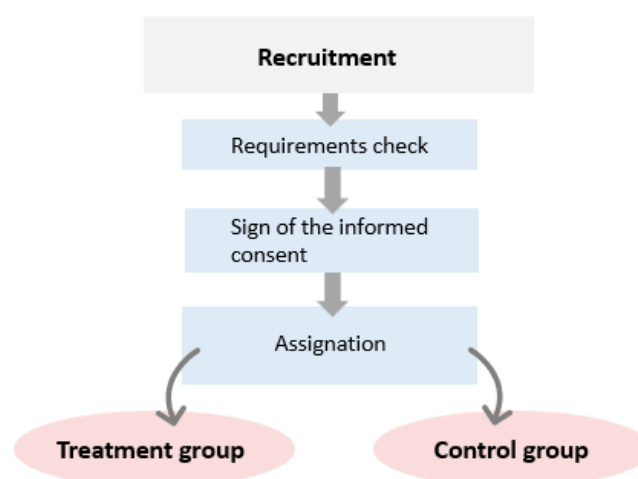 Recruitment
Requirements check
Sign of the informed
consent
Assignation
Treatment group
Control group